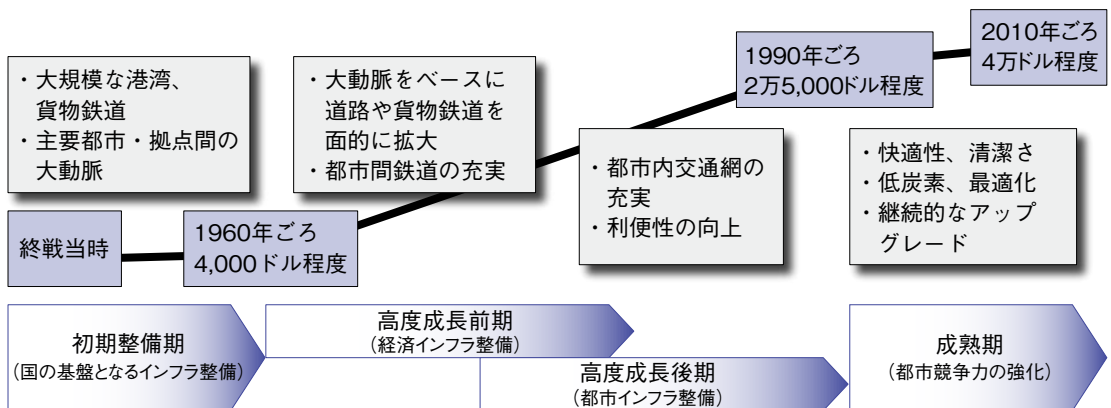 ・大規模な港湾、
貨物鉄道
・主要都市・拠点間の
大動脈
・大動脈をベースに
道路や貨物鉄道を
面的に拡大
・都市間鉄道の充実
・都市内交通網の
充実
・利便性の向上
・快適性、清潔さ
・低炭素、最適化
・継続的なアップ
グレード
終戦当時
1960年ごろ
4,000ドル程度
1990年ごろ
2万5,000ドル程度
2010年ごろ
4万ドル程度
初期整備期
(国の基盤となるインフラ整備)
高度成長前期
(経済インフラ整備)
高度成長後期
(都市インフラ整備)
成熟期
(都市競争力の強化)